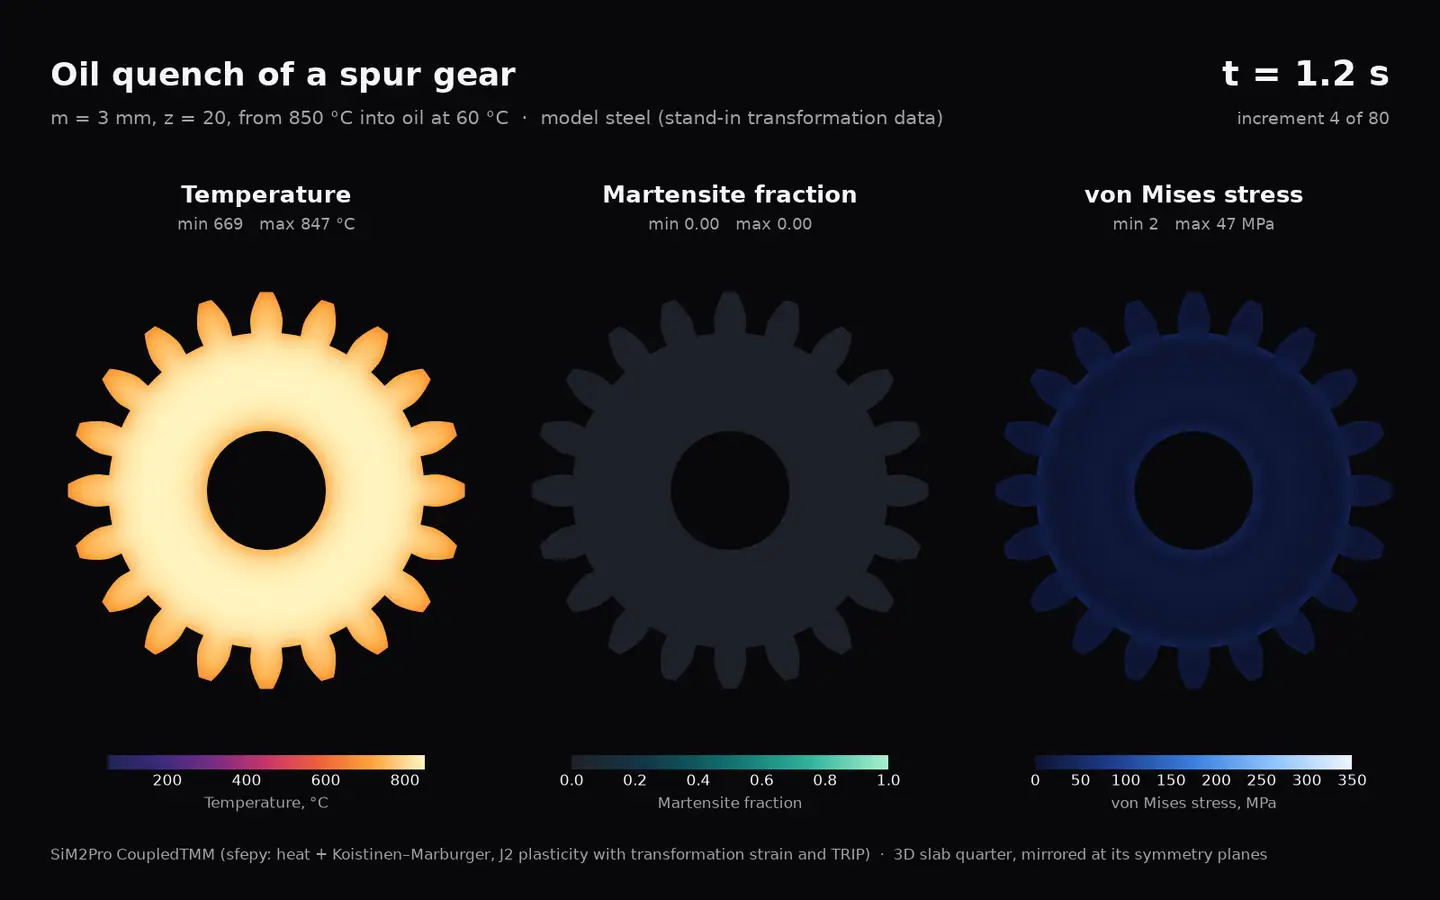 Oil quench of a spur gear
t = 1.2 s
m = 3 mm, z = 20, from 850 °C into oil at 60 °C · model steel (stand-in transformation data)
increment 4 of 80
Temperature
min 669 max 847 °C
Martensite fraction
min 0.00 max 0.00
von Mises stress
min 2 max 47 MPa
200 400 600 800
Temperature, °C
0.0 0.2 0.4 0.6 0.8 1.0
Martensite fraction
0 50 100 150 200 250 300 350
von Mises stress, MPa
SiM2Pro CoupledTMM (sfepy: heat + Koistinen–Marburger, J2 plasticity with transformation strain and TRIP) · 3D slab quarter, mirrored at its symmetry planes